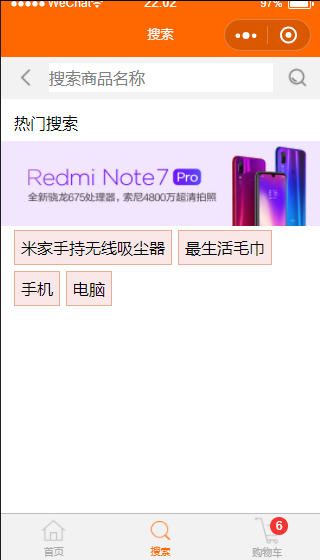 WeChat 22:02 97%
搜索
搜索商品名称
热门搜索
Redmi Note7 Pro
全新骁龙675处理器，索尼4800万超清拍照
米家手持无线吸尘器 最生活毛巾
手机 电脑
6
首页 搜索 购物车